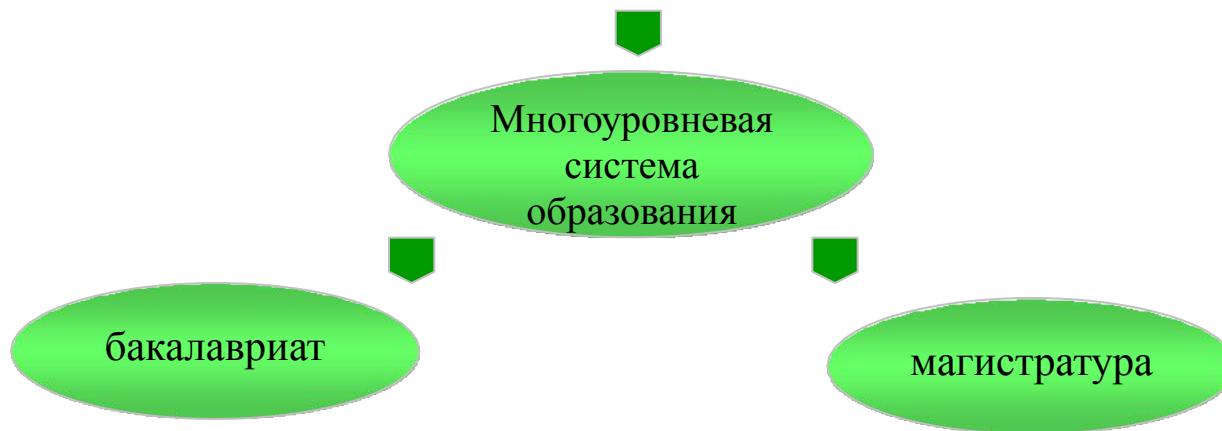 Многоуровневая
система
образования
бакалавриат
магистратура